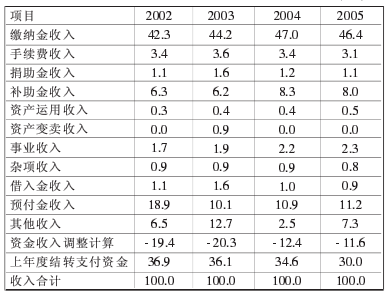 项目 2002 2003 2004 2005
缴纳金收入 42.3 44.2 47.0 46.4
手续费收入 3.4 3.6 3.4 3.1
捐助金收入 1.1 1.6 1.2 1.1
补助金收入 6.3 6.2 8.3 8.0
资产运用收入 0.3 0.4 0.4 0.5
资产变卖收入 0.0 0.9 0.0 0.0
事业收入 1.7 1.9 2.2 2.3
杂项收入 0.9 0.9 0.9 0.8
借入金收入 1.1 1.6 1.0 0.9
预付金收入 18.9 10.1 10.9 11.2
其他收入 6.5 12.7 2.5 7.3
资金收入调整计算 -19.4 -20.3 -12.4 -11.6
上年度结转支付资金 36.9 36.1 34.6 30.0
收入合计 100.0 100.0 100.0 100.0